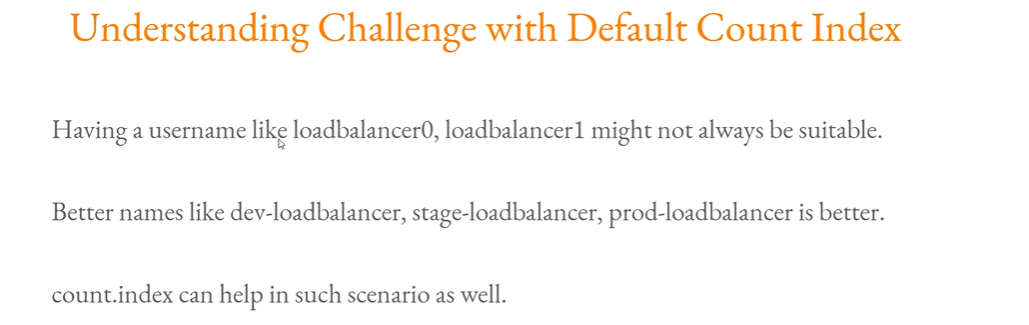 Understanding Challenge with Default Count Index
Having a username like loadbalancer0, loadbalancer1 might not always be suitable.
Better names like dev-loadbalancer, stage-loadbalancer, prod-loadbalancer is better.
count.index can help in such scenario as well.